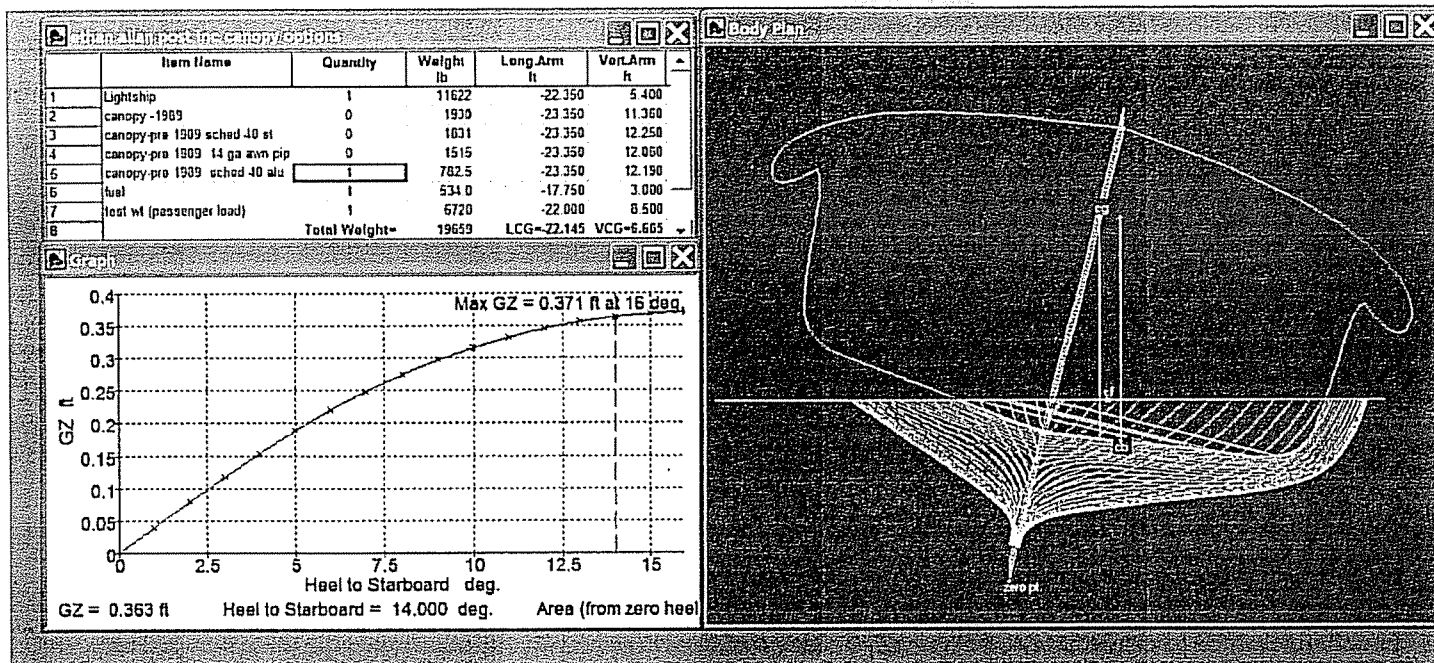 ethan allan post inc canopy options
Item Name Quantity Weight lb Long.Arm ft Vert.Arm ft
1 Lightship 1 11622 -22.350 5.400
2 canopy -1989 0 1930 -23.350 11.360
3 canopy-pre 1989 sched 40 st 0 1831 -23.350 12.250
4 canopy-pre 1989 14 ga awn pip 0 1515 -23.350 12.060
5 canopy-pre 1989 sched 40 alu 1 782.5 -23.350 12.190
6 fuel 1 534.0 -17.750 3.000
7 test wt (passenger load) 1 6720 -22.000 8.500
8 Total Weight= 19659 LCG=-22.145 VCG=6.665
Graph
Max GZ = 0.371 ft at 16 deg.
0.4
0.35
0.3
0.25
0.2
0.15
0.1
0.05
0
GZ ft
0 2.5 5 7.5 10 12.5 15
Heel to Starboard deg.
GZ = 0.363 ft Heel to Starboard = 14.000 deg. Area (from zero heel
Body Plan
cg
cf
cb
zero pt.